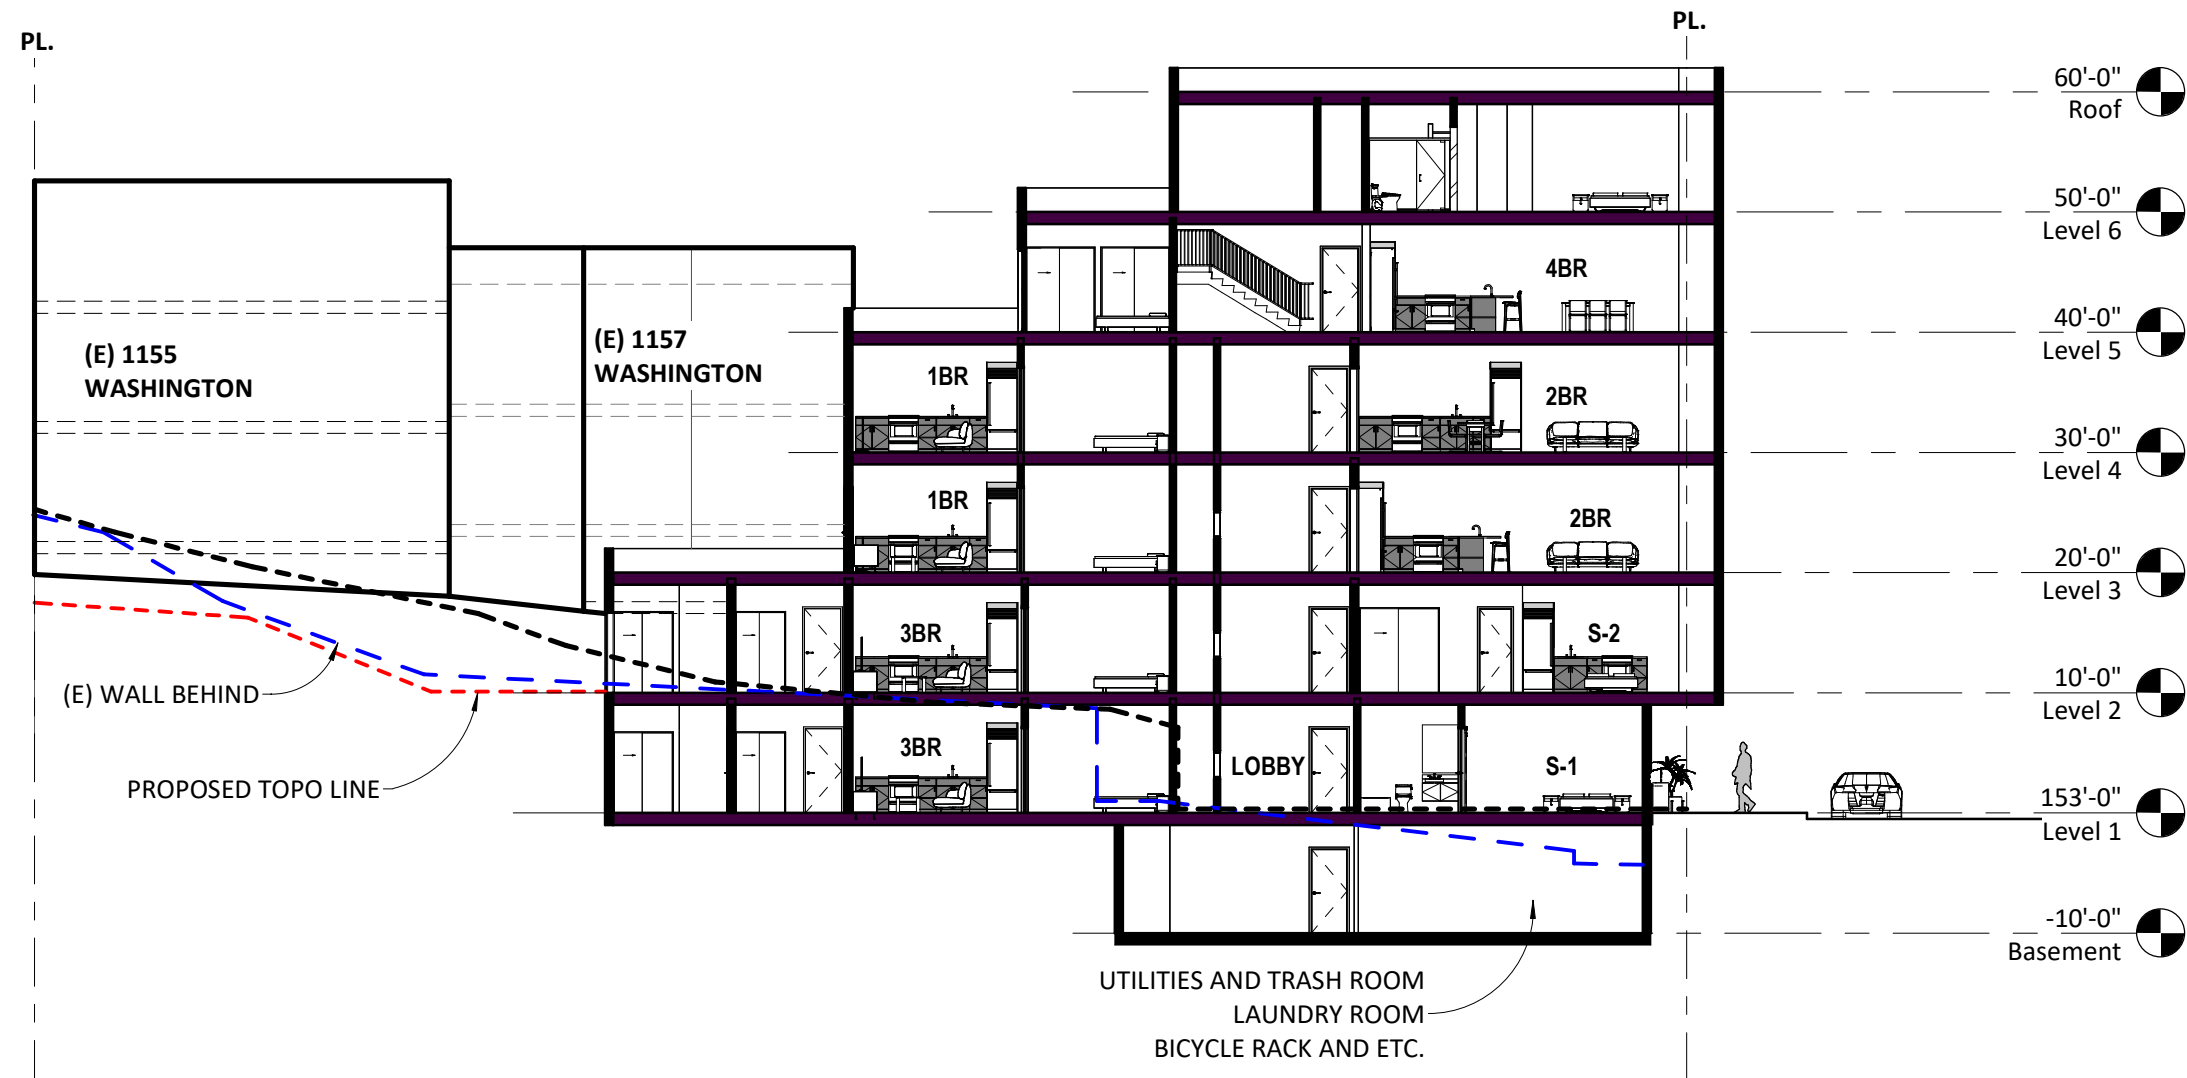 PL.
PL.
60'-0"
Roof
50'-0"
Level 6
4BR
40'-0"
Level 5
(E) 1155
WASHINGTON
(E) 1157
WASHINGTON
1BR
2BR
30'-0"
Level 4
1BR
2BR
20'-0"
Level 3
3BR
S-2
(E) WALL BEHIND
10'-0"
Level 2
3BR
LOBBY
S-1
PROPOSED TOPO LINE
153'-0"
Level 1
-10'-0"
Basement
UTILITIES AND TRASH ROOM
LAUNDRY ROOM
BICYCLE RACK AND ETC.